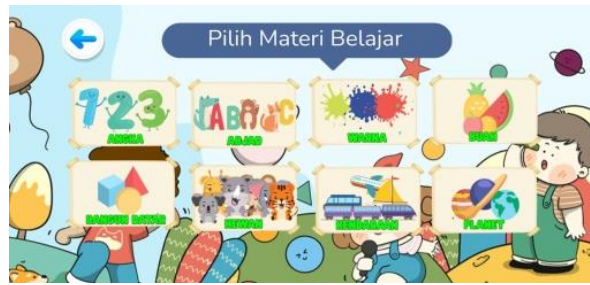 Pilih Materi Belajar
123
ANGKA
ABC
ABJAD
WARNA
BUAH
BANGUN DATAR
HEWAN
KENDARAAN
PLANET